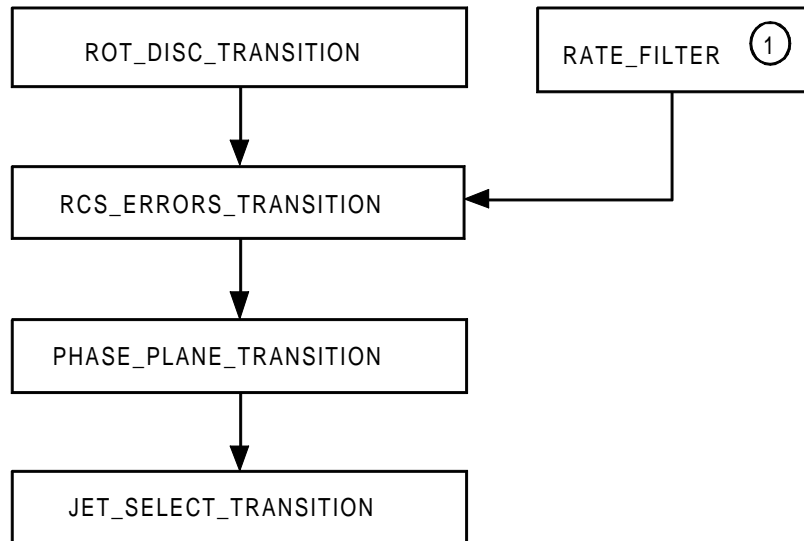 ROT_DISC_TRANSITION
RATE_FILTER 1
RCS_ERRORS_TRANSITION
PHASE_PLANE_TRANSITION
JET_SELECT_TRANSITION